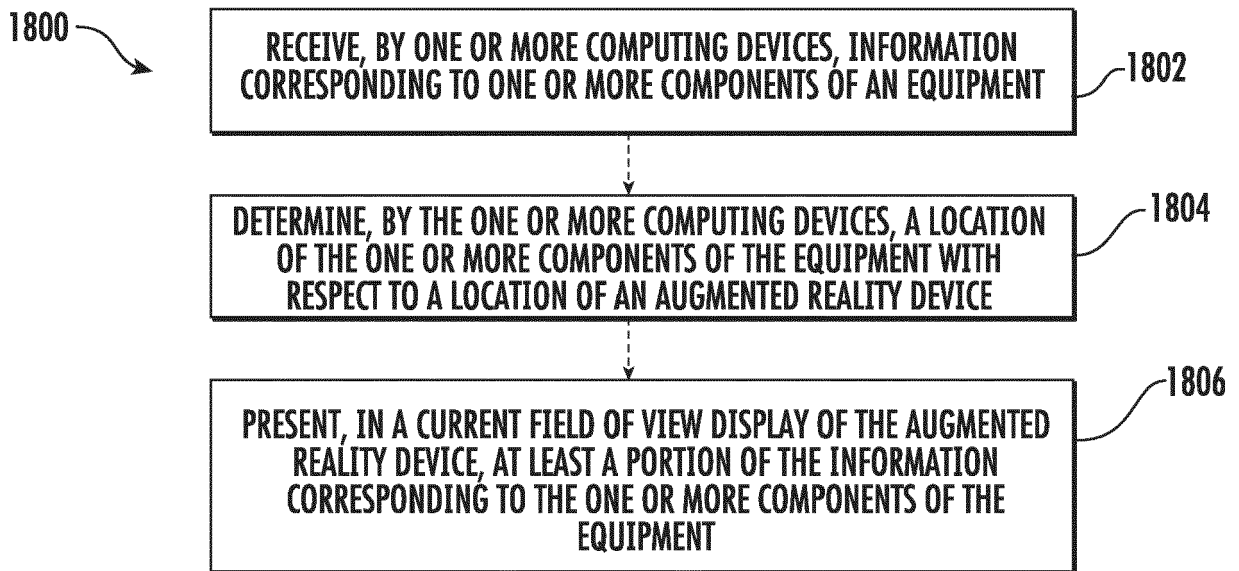 1800
RECEIVE, BY ONE OR MORE COMPUTING DEVICES, INFORMATION
CORRESPONDING TO ONE OR MORE COMPONENTS OF AN EQUIPMENT
1802
DETERMINE, BY THE ONE OR MORE COMPUTING DEVICES, A LOCATION
OF THE ONE OR MORE COMPONENTS OF THE EQUIPMENT WITH
RESPECT TO A LOCATION OF AN AUGMENTED REALITY DEVICE
1804
PRESENT, IN A CURRENT FIELD OF VIEW DISPLAY OF THE AUGMENTED
REALITY DEVICE, AT LEAST A PORTION OF THE INFORMATION
CORRESPONDING TO THE ONE OR MORE COMPONENTS OF THE
EQUIPMENT
1806